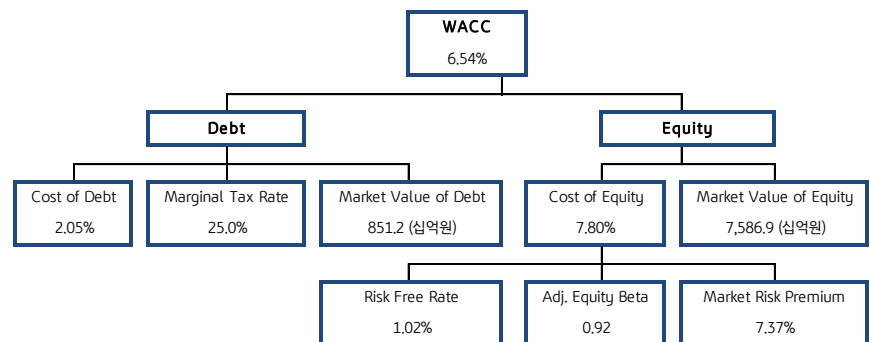 WACC
6.54%
Debt
Equity
Cost of Debt
2.05%
Marginal Tax Rate
25.0%
Market Value of Debt
851.2 (십억원)
Cost of Equity
7.80%
Market Value of Equity
7,586.9 (십억원)
Risk Free Rate
1.02%
Adj. Equity Beta
0.92
Market Risk Premium
7.37%